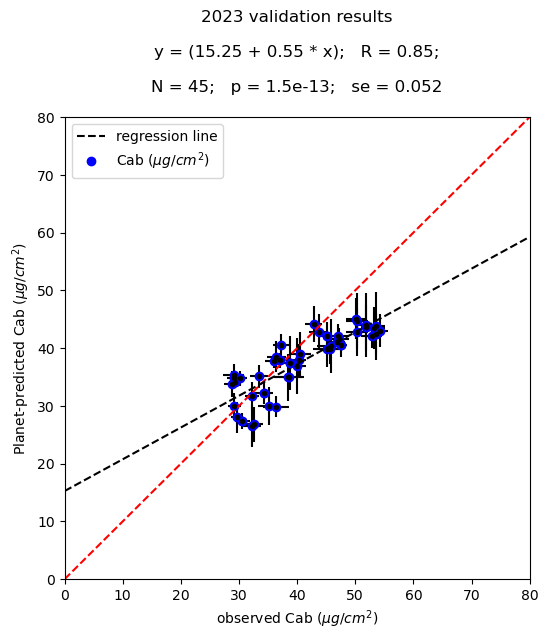 2023 validation results
y = (15.25 + 0.55 * x);   R = 0.85;
N = 45;   p = 1.5e-13;   se = 0.052
regression line
Cab (μg/cm²)
Planet-predicted Cab (μg/cm²)
80
70
60
50
40
30
20
10
0
0 10 20 30 40 50 60 70 80
observed Cab (μg/cm²)